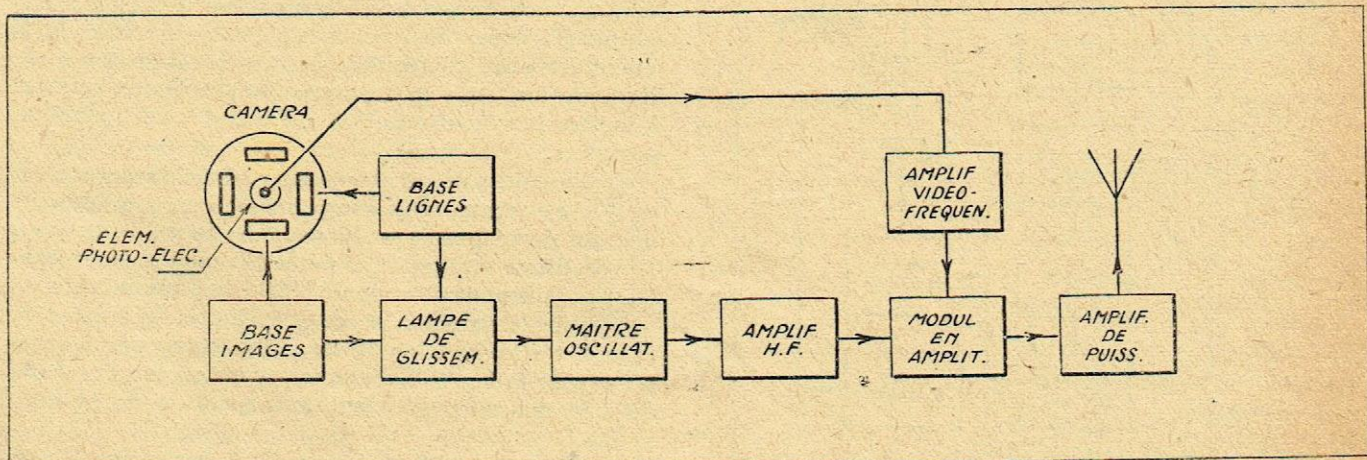 CAMERA
BASE
LIGNES
AMPLIF
VIDEO-
FREQUEN.
ELEM.
PHOTO-ELEC.
BASE
IMAGES
LAMPE
DE
GLISSEM.
MAITRE
OSCILLAT.
AMPLIF.
H.F.
MODUL
EN
AMPLIT.
AMPLIF.
DE
PUISS.